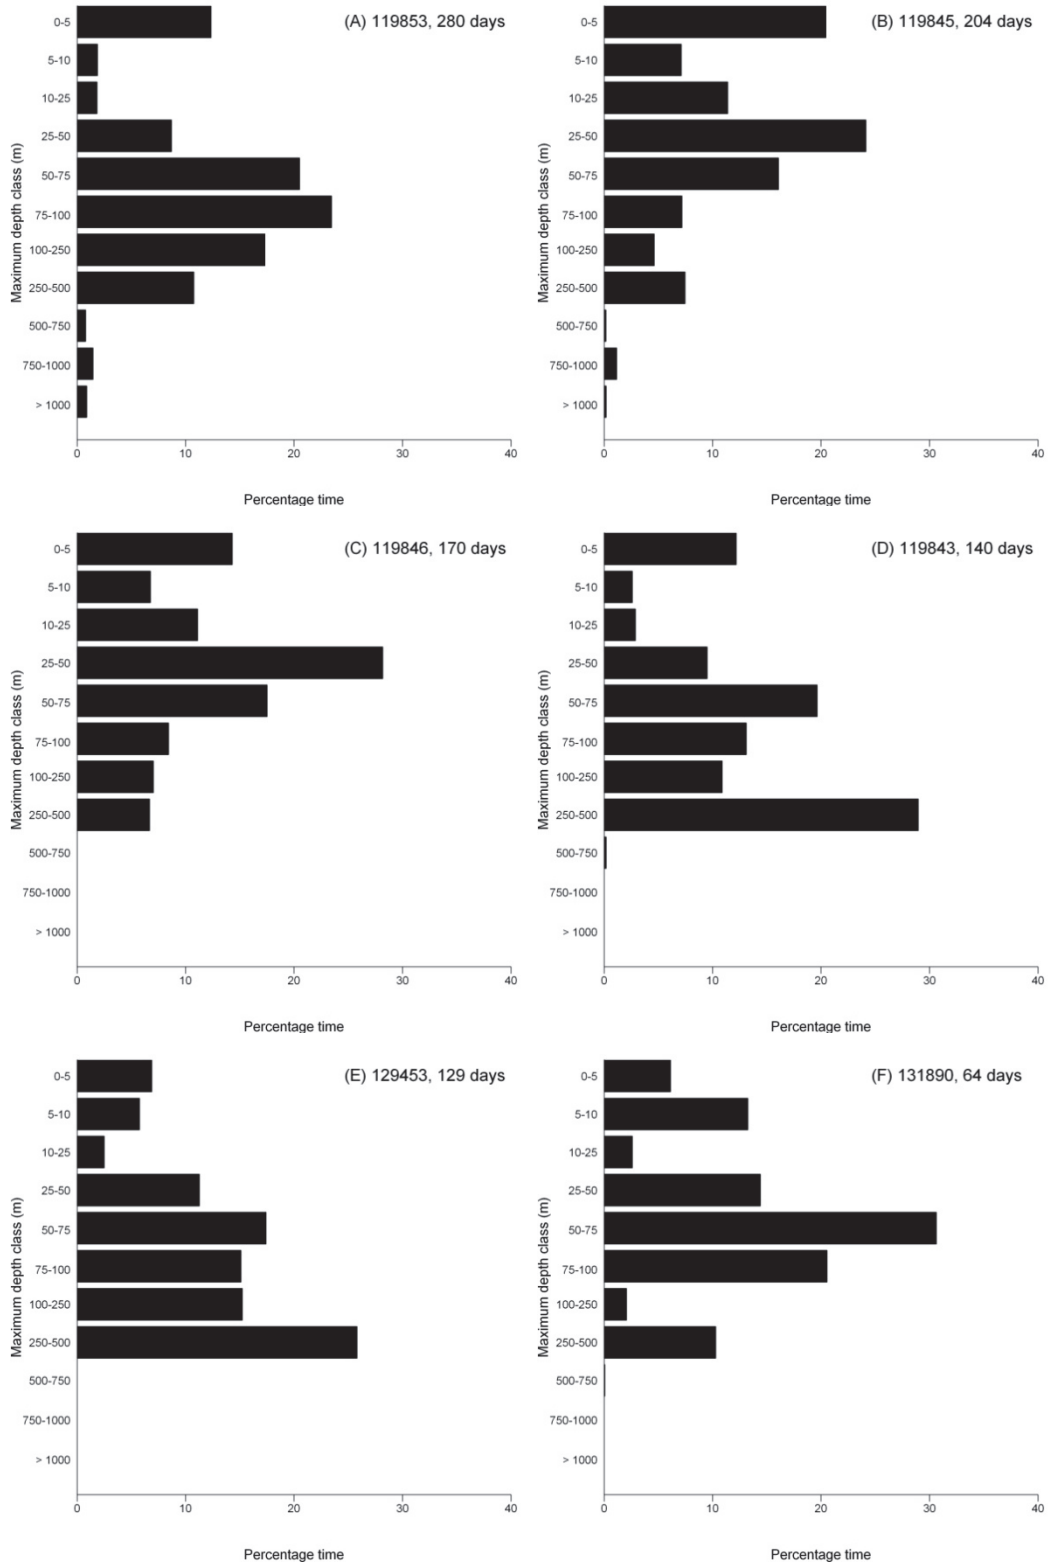 (A) 119853, 280 days
Maximum depth class (m)
0-5
5-10
10-25
25-50
50-75
75-100
100-250
250-500
500-750
750-1000
> 1000
0 10 20 30 40
Percentage time
(B) 119845, 204 days
Maximum depth class (m)
0-5
5-10
10-25
25-50
50-75
75-100
100-250
250-500
500-750
750-1000
> 1000
0 10 20 30 40
Percentage time
(C) 119846, 170 days
Maximum depth class (m)
0-5
5-10
10-25
25-50
50-75
75-100
100-250
250-500
500-750
750-1000
> 1000
0 10 20 30 40
Percentage time
(D) 119843, 140 days
Maximum depth class (m)
0-5
5-10
10-25
25-50
50-75
75-100
100-250
250-500
500-750
750-1000
> 1000
0 10 20 30 40
Percentage time
(E) 129453, 129 days
Maximum depth class (m)
0-5
5-10
10-25
25-50
50-75
75-100
100-250
250-500
500-750
750-1000
> 1000
0 10 20 30 40
Percentage time
(F) 131890, 64 days
Maximum depth class (m)
0-5
5-10
10-25
25-50
50-75
75-100
100-250
250-500
500-750
750-1000
> 1000
0 10 20 30 40
Percentage time